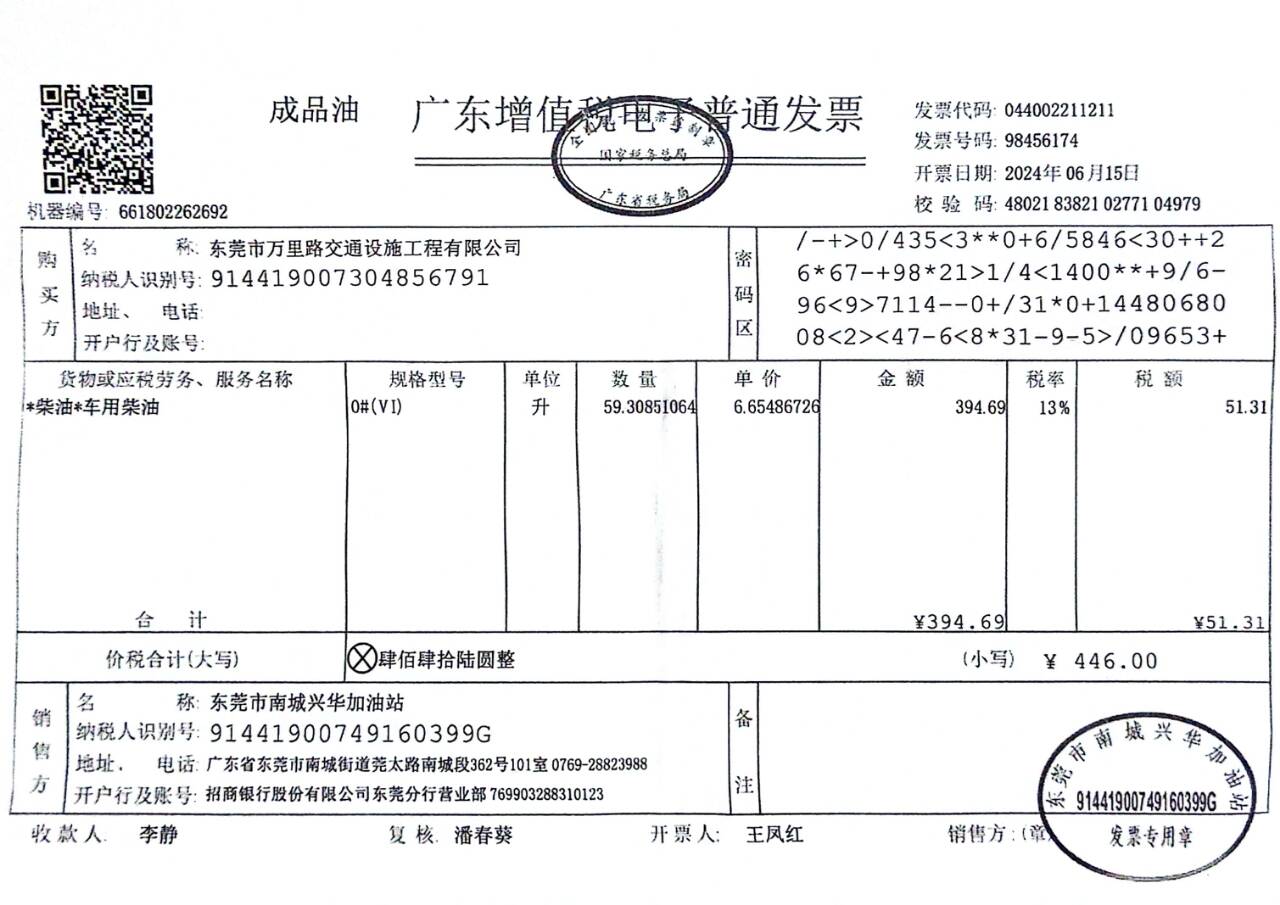 成品油 广东增值税电子普通发票
国家税务总局
广东省税务局
发票代码: 044002211211
发票号码: 98456174
开票日期: 2024年06月15日
校 验 码: 48021 83821 02771 04979
机器编号: 661802262692
购买方
名 称: 东莞市万里路交通设施工程有限公司
纳税人识别号: 914419007304856791
地址、 电话:
开户行及账号:
密码区
/-+>0/435<3**0+6/5846<30++2
6*67-+98*21>1/4<1400**+9/6-
96<9>7114--0+/31*0+14480680
08<2><47-6<8*31-9-5>/09653+
货物或应税劳务、服务名称 规格型号 单位 数 量 单 价 金 额 税率 税 额
*柴油*车用柴油 0#(VI) 升 59.30851064 6.65486726 394.69 13% 51.31
合 计 ¥394.69 ¥51.31
价税合计(大写) ⊗肆佰肆拾陆圆整 (小写) ¥ 446.00
销售方
名 称: 东莞市南城兴华加油站
纳税人识别号: 91441900749160399G
地址、 电话: 广东省东莞市南城街道莞太路南城段362号101室 0769-28823988
开户行及账号: 招商银行股份有限公司东莞分行营业部 769903288310123
备注
东莞市南城兴华加油站
91441900749160399G
发票专用章
收 款 人: 李静 复 核: 潘春葵 开 票 人: 王凤红 销售方:(章)